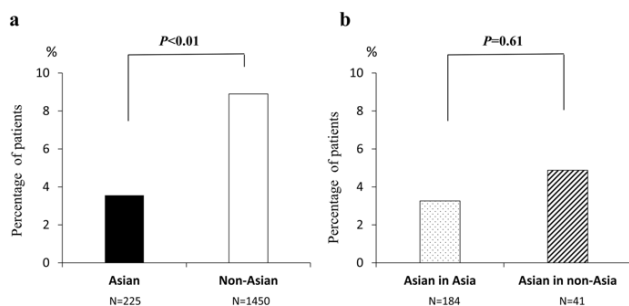 a
P<0.01
%
10
8
6
4
2
0
Percentage of patients
Asian
Non-Asian
N=225
N=1450
b
P=0.61
%
10
8
6
4
2
0
Percentage of patients
Asian in Asia
Asian in non-Asia
N=184
N=41